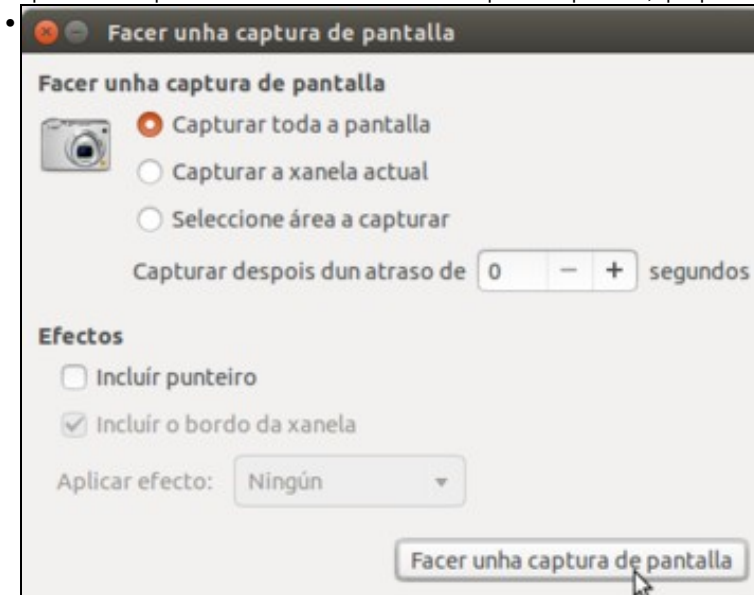 Facer unha captura de pantalla
Facer unha captura de pantalla
Capturar toda a pantalla
Capturar a xanela actual
Seleccione área a capturar
Capturar despois dun atraso de 0 − + segundos
Efectos
Incluír punteiro
Incluír o bordo da xanela
Aplicar efecto: Ningún
Facer unha captura de pantalla